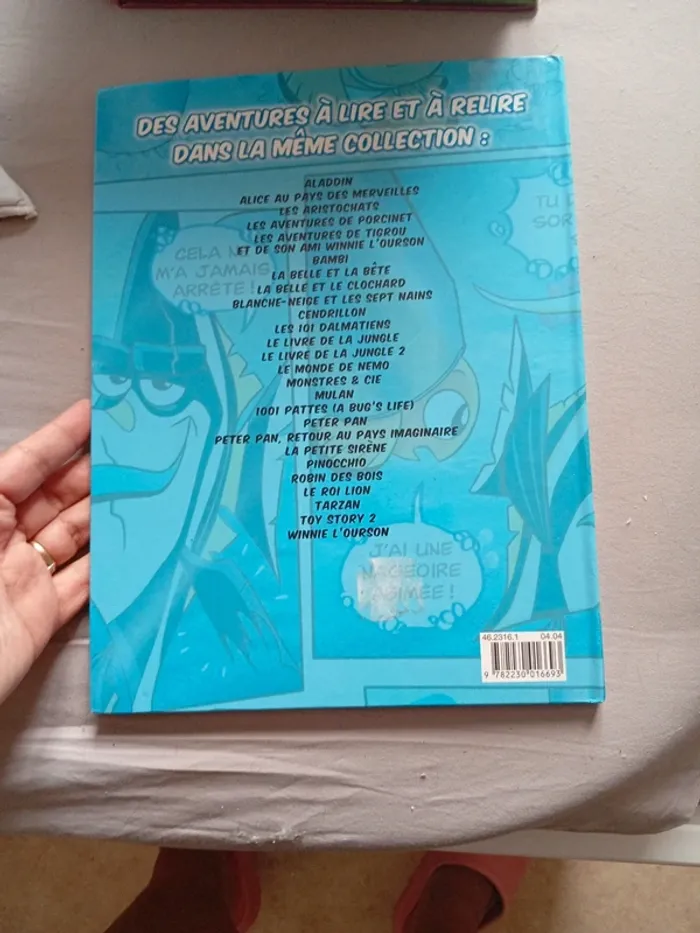 DES AVENTURES À LIRE ET À RELIRE
DANS LA MÊME COLLECTION :
ALADDIN
ALICE AU PAYS DES MERVEILLES
LES ARISTOCHATS
LES AVENTURES DE PORCINET
LES AVENTURES DE TIGROU
ET DE SON AMI WINNIE L'OURSON
BAMBI
LA BELLE ET LA BÊTE
LA BELLE ET LE CLOCHARD
BLANCHE-NEIGE ET LES SEPT NAINS
CENDRILLON
LES 101 DALMATIENS
LE LIVRE DE LA JUNGLE
LE LIVRE DE LA JUNGLE 2
LE MONDE DE NEMO
MONSTRES & CIE
MULAN
1001 PATTES (A BUG'S LIFE)
PETER PAN
PETER PAN, RETOUR AU PAYS IMAGINAIRE
LA PETITE SIRÈNE
PINOCCHIO
ROBIN DES BOIS
LE ROI LION
TARZAN
TOY STORY 2
WINNIE L'OURSON
CELA
M'A JAMAIS
ARRÊTÉ !
TU
J'AI UNE
NAGEOIRE
46.2316.1 04.04
9 782230 016693